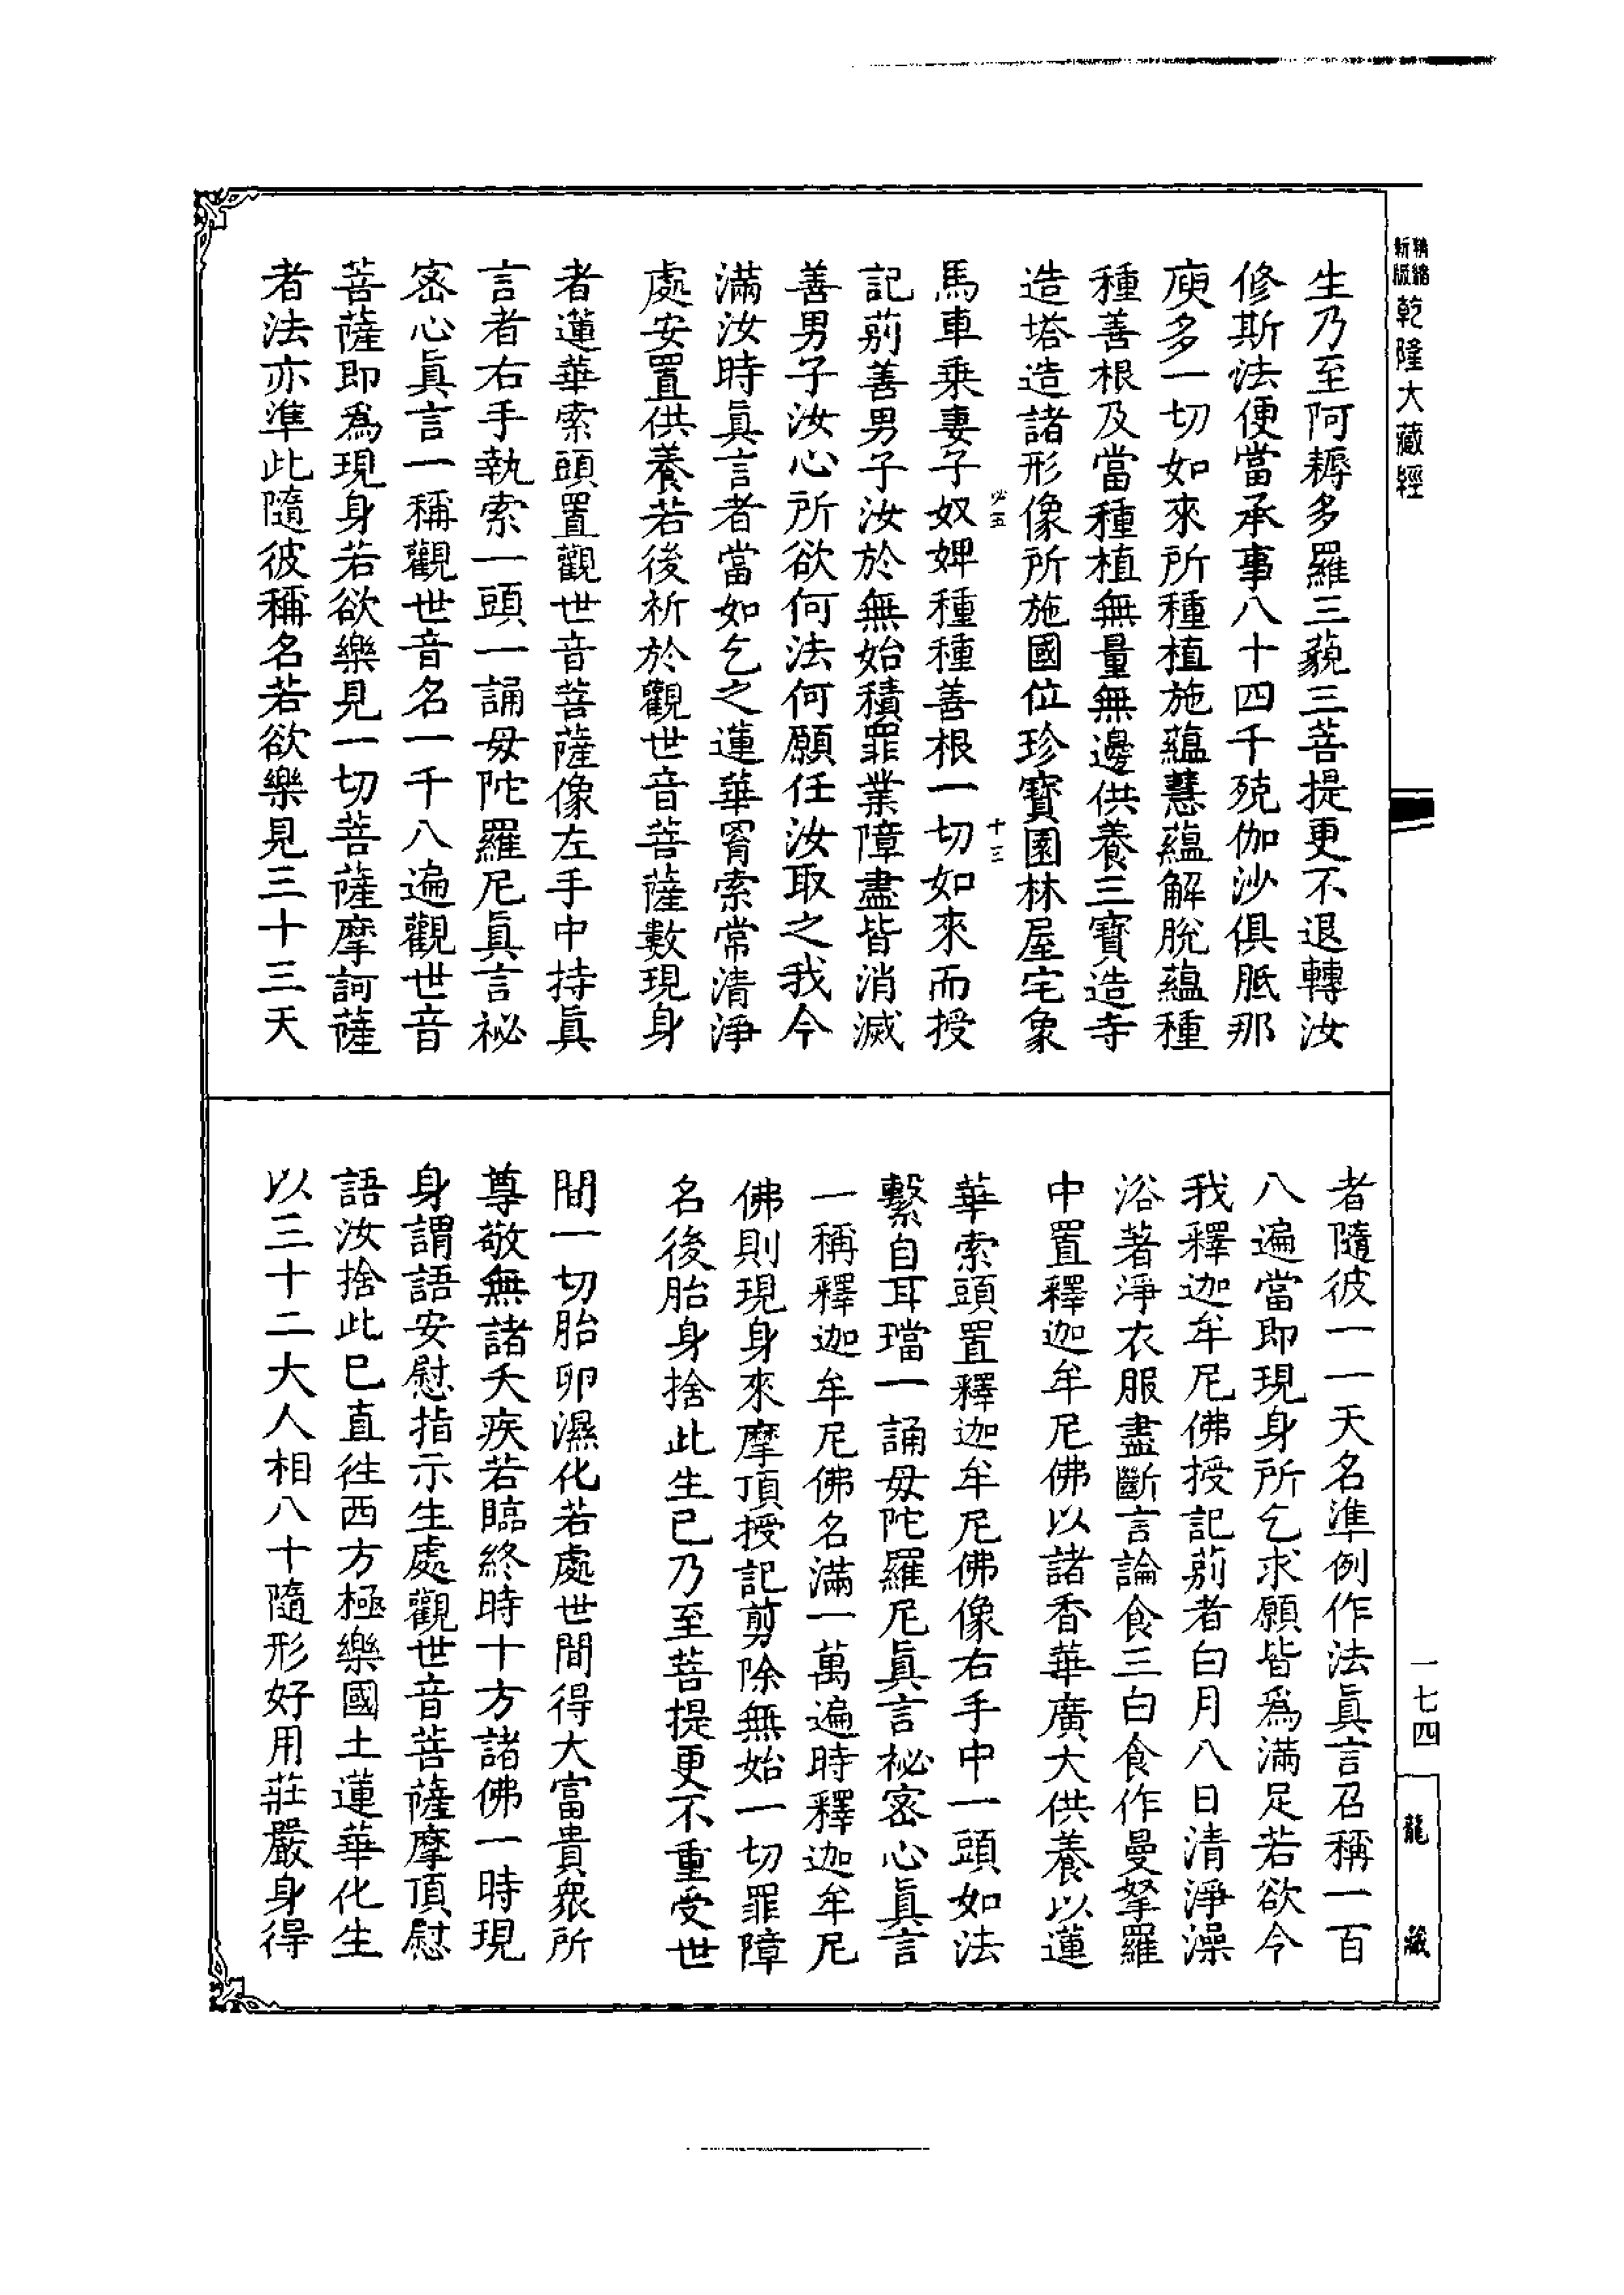 新版
精縮
乾隆大藏經
生乃至阿耨多羅三藐三菩提更不退轉汝
修斯法便當承事八十四千殑伽沙俱胝那
庾多一切如來所種植施蘊慧蘊解脫蘊種
種善根及當種植無量無邊供養三寶造寺
造塔造諸形像所施國位珍寶園林屋宅象
必五
十三
馬車乗妻子奴婢種種善根一切如來而授
記莂善男子汝於無始積罪業障盡皆消滅
善男子汝心所欲何法何願任汝取之我今
滿汝時眞言者當如乞之蓮華羂索常清淨
處安置供養若後祈於觀世音菩薩數現身
者蓮華索頭置觀世音菩薩像左手中持眞
言者右手執索一頭一誦母陀羅尼眞言祕
密心眞言一稱觀世音名一千八遍觀世音
菩薩即爲現身若欲樂見一切菩薩摩訶薩
者法亦準此隨彼稱名若欲樂見三十三天
者隨彼一一天名準例作法眞言召稱一百
八遍當即現身所乞求願皆爲滿足若欲今
我釋迦牟尼佛授記莂者白月八日清淨澡
浴著淨衣服盡斷言論食三白食作曼拏羅
中置釋迦牟尼佛以諸香華廣大供養以蓮
華索頭置釋迦牟尼佛像右手中一頭如法
繫自耳璫一誦母陀羅尼眞言祕密心眞言
一稱釋迦牟尼佛名滿一萬遍時釋迦牟尼
佛則現身來摩頂授記剪除無始一切罪障
名後胎身捨此生已乃至菩提更不重受世
間一切胎卵濕化若處世間得大富貴衆所
尊敬無諸夭疾若臨終時十方諸佛一時現
身謂語安慰指示生處觀世音菩薩摩頂慰
語汝捨此已直往西方極樂國土蓮華化生
以三十二大人相八十隨形好用莊嚴身得
一七四
龍藏